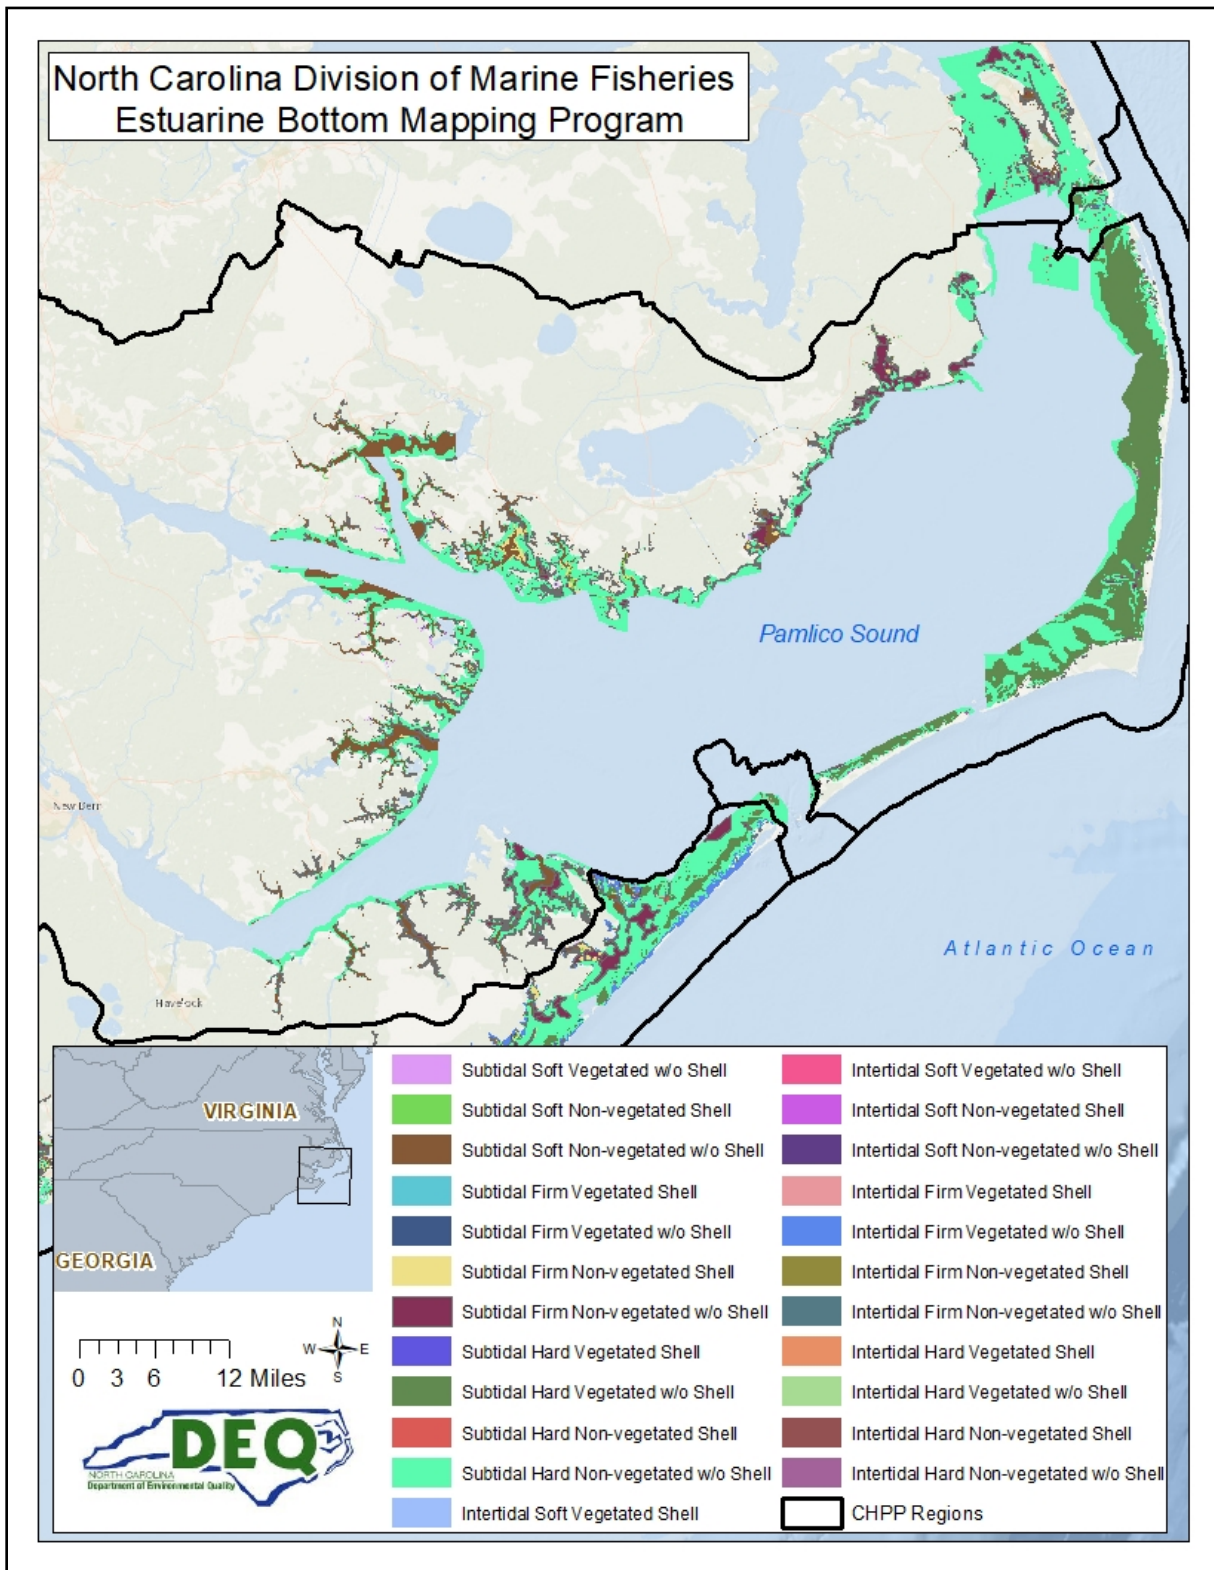 North Carolina Division of Marine Fisheries
Estuarine Bottom Mapping Program
Pamlico Sound
New Bern
Atlantic Ocean
Havelock
VIRGINIA
GEORGIA
N
W E
S
0 3 6 12 Miles
DEQ
NORTH CAROLINA
Department of Environmental Quality
Subtidal Soft Vegetated w/o Shell
Subtidal Soft Non-vegetated Shell
Subtidal Soft Non-vegetated w/o Shell
Subtidal Firm Vegetated Shell
Subtidal Firm Vegetated w/o Shell
Subtidal Firm Non-vegetated Shell
Subtidal Firm Non-vegetated w/o Shell
Subtidal Hard Vegetated Shell
Subtidal Hard Vegetated w/o Shell
Subtidal Hard Non-vegetated Shell
Subtidal Hard Non-vegetated w/o Shell
Intertidal Soft Vegetated Shell
Intertidal Soft Vegetated w/o Shell
Intertidal Soft Non-vegetated Shell
Intertidal Soft Non-vegetated w/o Shell
Intertidal Firm Vegetated Shell
Intertidal Firm Vegetated w/o Shell
Intertidal Firm Non-vegetated Shell
Intertidal Firm Non-vegetated w/o Shell
Intertidal Hard Vegetated Shell
Intertidal Hard Vegetated w/o Shell
Intertidal Hard Non-vegetated Shell
Intertidal Hard Non-vegetated w/o Shell
CHPP Regions